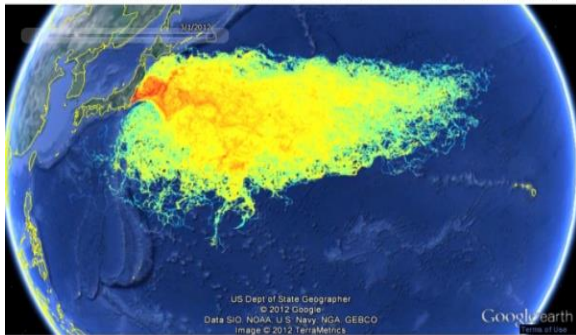 3/1/2012
US Dept of State Geographer
© 2012 Google
Data SIO, NOAA, U.S. Navy, NGA, GEBCO
Image © 2012 TerraMetrics
Google earth
Terms of Use